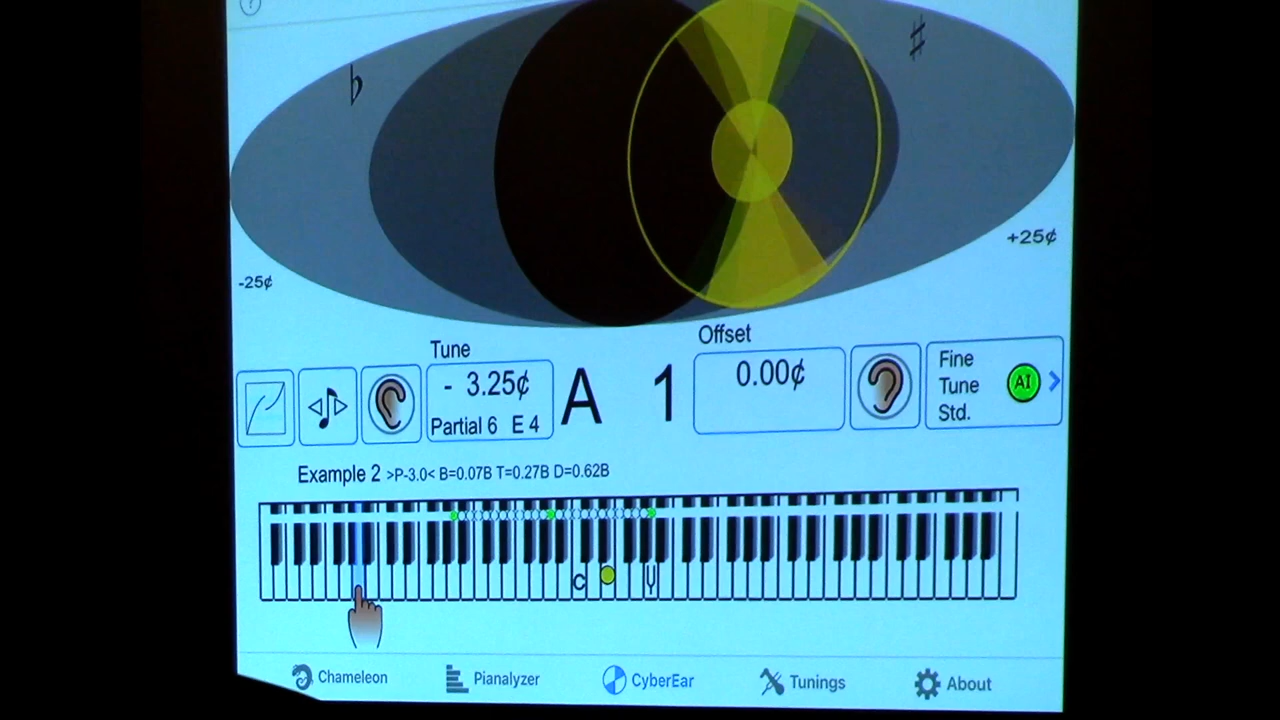 ?
♭ ♯
-25¢ +25¢
Tune
- 3.25¢
Partial 6 E 4
A 1
Offset
0.00¢
Fine
Tune
Std.
AI
Example 2 >P-3.0< B=0.07B T=0.27B D=0.62B
C Y
Chameleon Pianalyzer CyberEar Tunings About